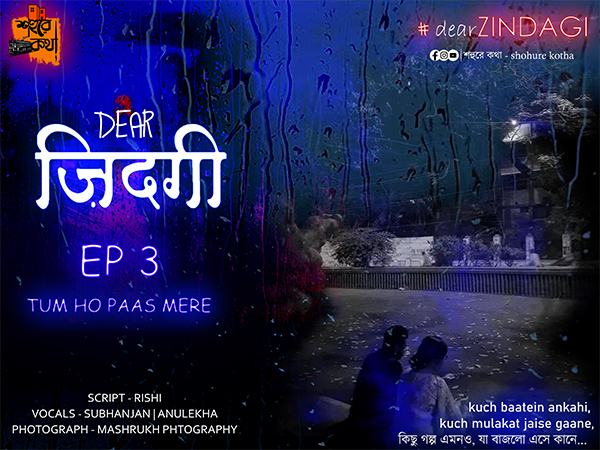 শহুরে
কথা
# dearZINDAGI
শহুরে কথা - shohure kotha
DEAR
ज़िंदगी
EP 3
TUM HO PAAS MERE
SCRIPT - RISHI
VOCALS - SUBHANJAN | ANULEKHA
PHOTOGRAPH - MASHRUKH PHTOGRAPHY
kuch baatein ankahi,
kuch mulakat jaise gaane,
কিছু গল্প এমনও, যা বাজলো এসে কানে...